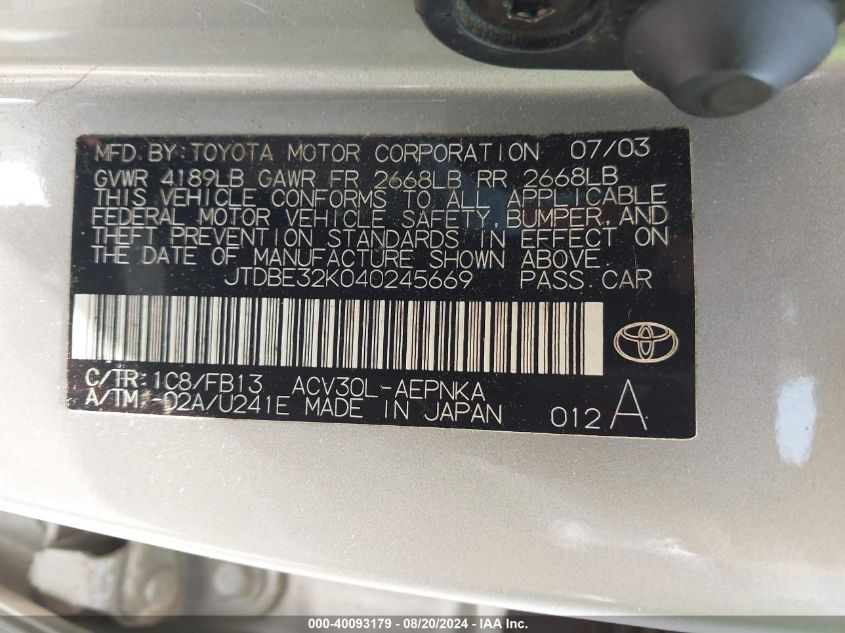 MFD.BY:TOYOTA MOTOR CORPORATION 07/03
GVWR 4189LB GAWR FR 2668LB RR 2668LB
THIS VEHICLE CONFORMS TO ALL APPLICABLE
FEDERAL MOTOR VEHICLE SAFETY, BUMPER, AND
THEFT PREVENTION STANDARDS IN EFFECT ON
THE DATE OF MANUFACTURE SHOWN ABOVE.
JTDBE32K040245669 PASS.CAR
C/TR:1C8/FB13 ACV30L-AEPNKA
A/TM -02A/U241E MADE IN JAPAN 012 A
000-40093179 - 08/20/2024 - IAA Inc.